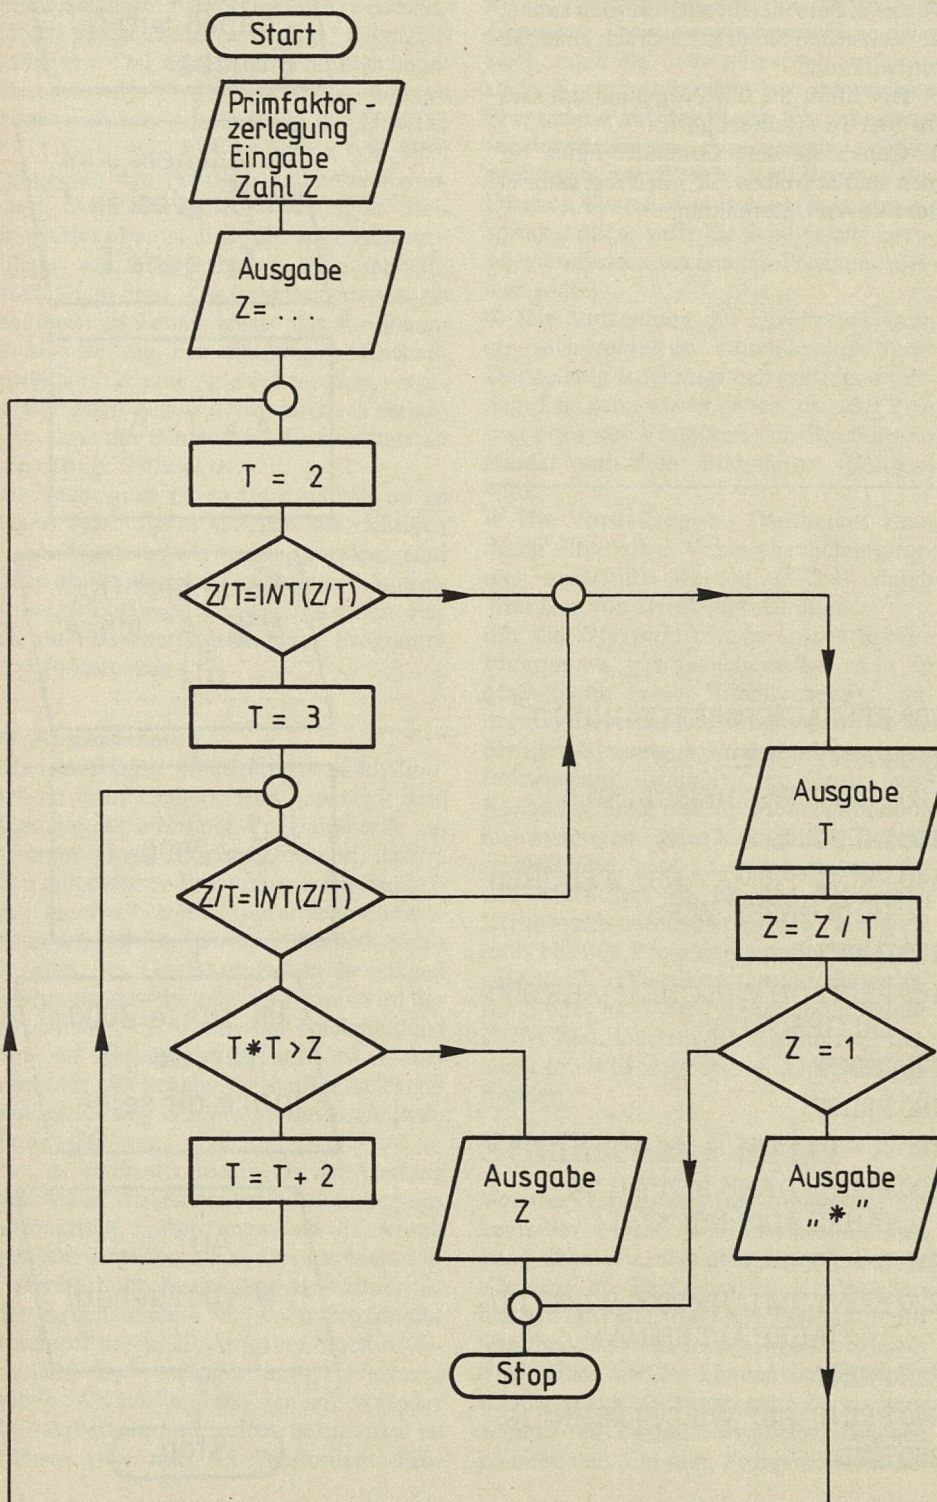 Start
Primfaktor-
zerlegung
Eingabe
Zahl Z
Ausgabe
Z= ...
T = 2
Z/T=INT(Z/T)
T = 3
Z/T=INT(Z/T)
T*T>Z
T=T+2
Ausgabe
Z
Stop
Ausgabe
T
Z= Z / T
Z = 1
Ausgabe
„ * "